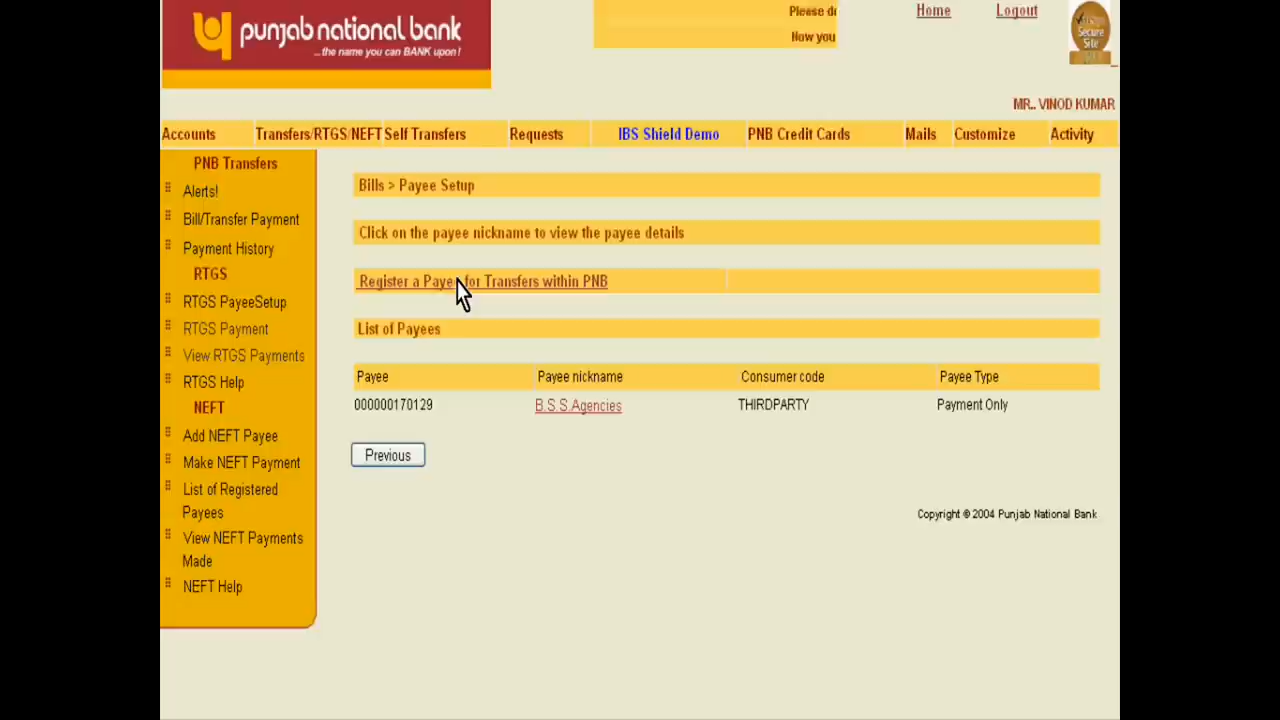 punjab national bank
...the name you can BANK upon!
Please d
Now you
Home
Logout
Secure
Site
MR.. VINOD KUMAR
Accounts
Transfers/RTGS/NEFT
Self Transfers
Requests
IBS Shield Demo
PNB Credit Cards
Mails
Customize
Activity
PNB Transfers
Alerts!
Bill/Transfer Payment
Payment History
RTGS
RTGS PayeeSetup
RTGS Payment
View RTGS Payments
RTGS Help
NEFT
Add NEFT Payee
Make NEFT Payment
List of Registered
Payees
View NEFT Payments
Made
NEFT Help
Bills > Payee Setup
Click on the payee nickname to view the payee details
Register a Payee for Transfers within PNB
List of Payees
Payee Payee nickname Consumer code Payee Type
000000170129 B.S.S.Agencies THIRDPARTY Payment Only
Previous
Copyright © 2004 Punjab National Bank